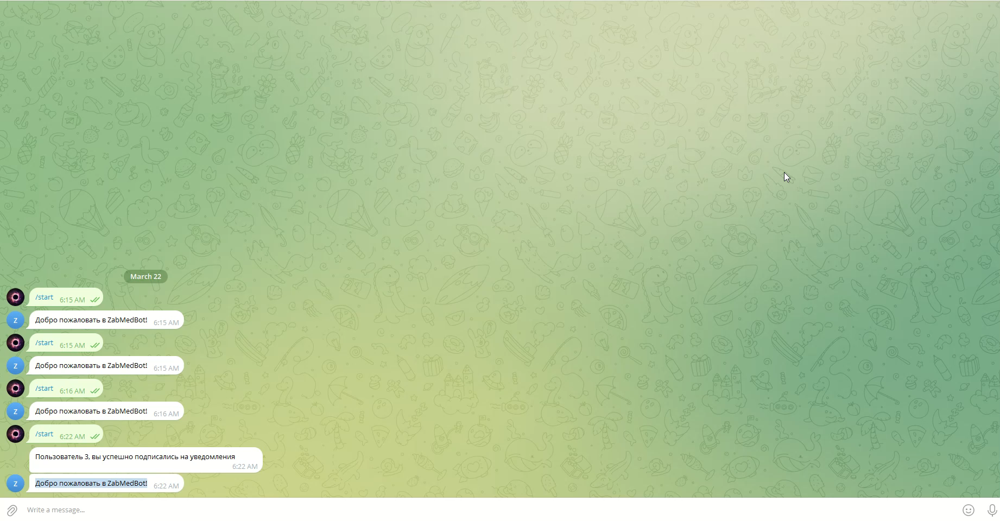 March 22
/start 6:15 AM
Z
Добро пожаловать в ZabMedBot! 6:15 AM
/start 6:15 AM
Z
Добро пожаловать в ZabMedBot! 6:15 AM
/start 6:16 AM
Z
Добро пожаловать в ZabMedBot! 6:16 AM
/start 6:22 AM
Пользователь 3, вы успешно подписались на уведомления
6:22 AM
Z
Добро пожаловать в ZabMedBot! 6:22 AM
Write a message...